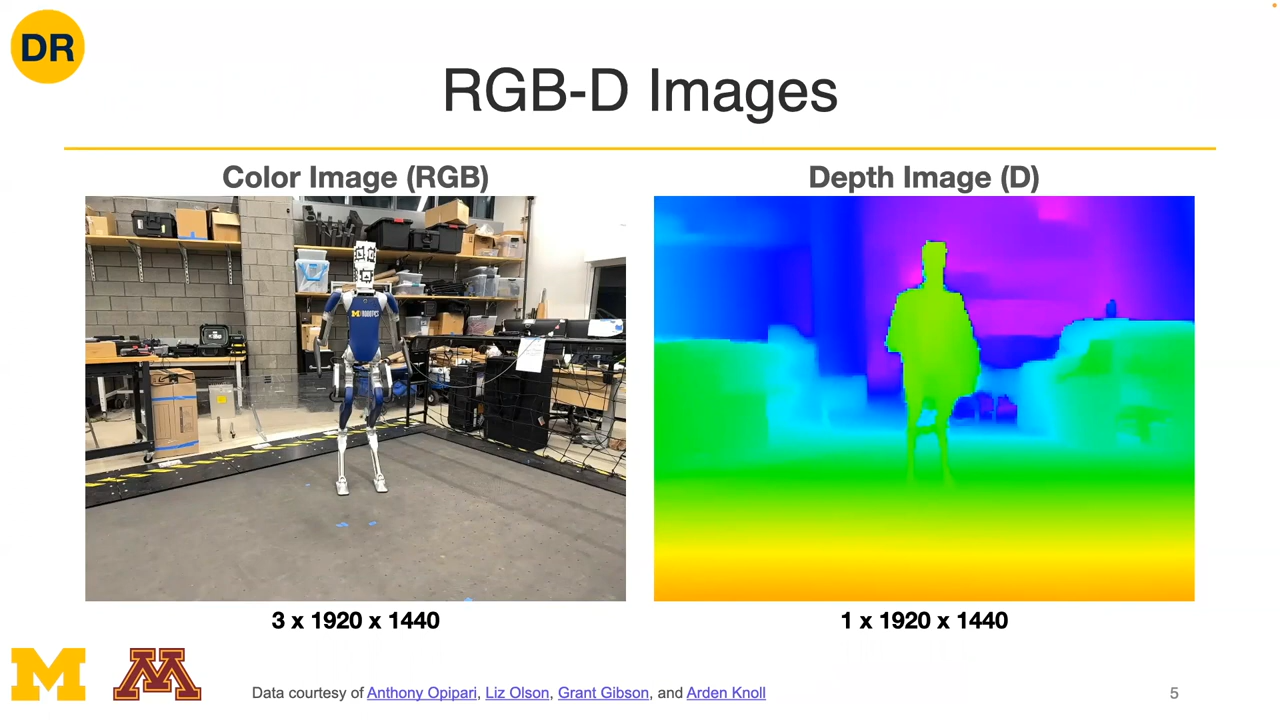 DR
RGB-D Images
Color Image (RGB)
Depth Image (D)
M ROBOTICS
3 x 1920 x 1440
1 x 1920 x 1440
M
M
Data courtesy of Anthony Opipari, Liz Olson, Grant Gibson, and Arden Knoll
5